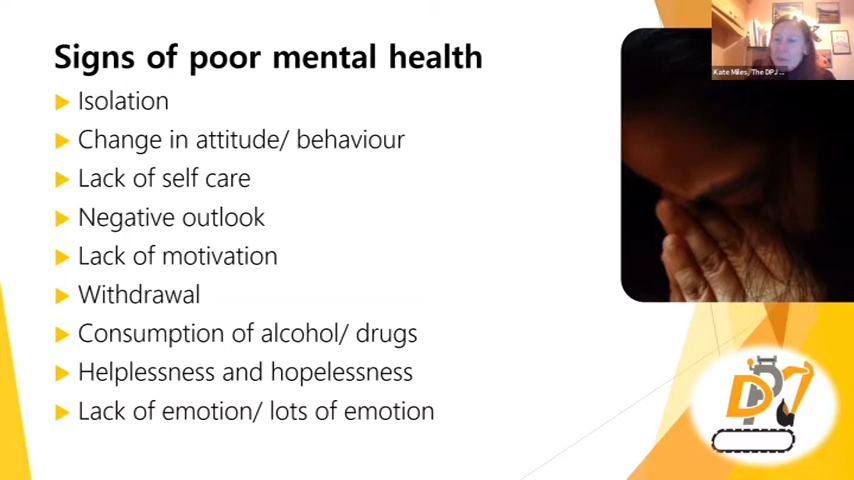 Signs of poor mental health
Isolation
Change in attitude/ behaviour
Lack of self care
Negative outlook
Lack of motivation
Withdrawal
Consumption of alcohol/ drugs
Helplessness and hopelessness
Lack of emotion/ lots of emotion
Kate Miles, The DPJ ...
DPJ